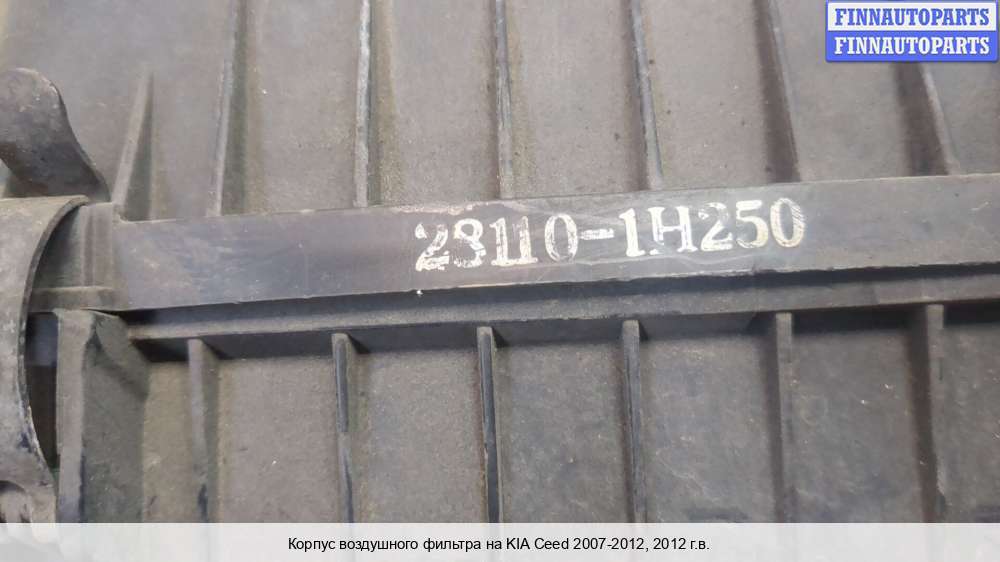 FINNAUTOPARTS
FINNAUTOPARTS
28110-1H250
Корпус воздушного фильтра на KIA Ceed 2007-2012, 2012 г.в.